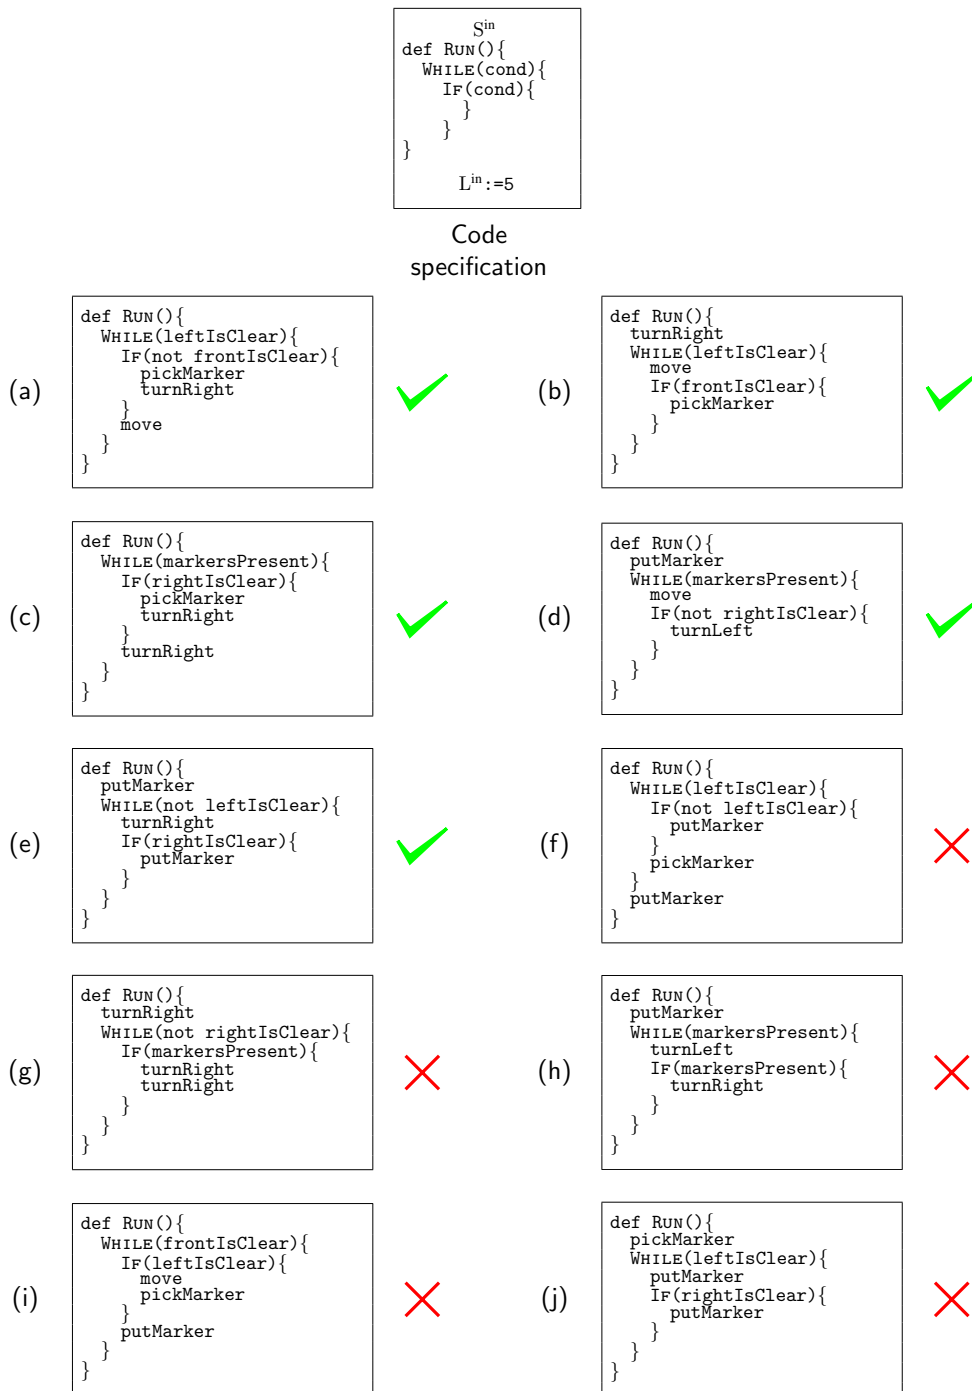 Sⁱⁿ
def RUN(){
WHILE(cond){
IF(cond){
}
}
}
Lⁱⁿ:=5
Code
specification
(a)
def RUN(){
WHILE(leftIsClear){
IF(not frontIsClear){
pickMarker
turnRight
}
move
}
}
(b)
def RUN(){
turnRight
WHILE(leftIsClear){
move
IF(frontIsClear){
pickMarker
}
}
}
(c)
def RUN(){
WHILE(markersPresent){
IF(rightIsClear){
pickMarker
turnRight
}
turnRight
}
}
(d)
def RUN(){
putMarker
WHILE(markersPresent){
move
IF(not rightIsClear){
turnLeft
}
}
}
(e)
def RUN(){
putMarker
WHILE(not leftIsClear){
turnRight
IF(rightIsClear){
putMarker
}
}
}
(f)
def RUN(){
WHILE(leftIsClear){
IF(not leftIsClear){
putMarker
}
pickMarker
}
putMarker
}
(g)
def RUN(){
turnRight
WHILE(not rightIsClear){
IF(markersPresent){
turnRight
turnRight
}
}
}
(h)
def RUN(){
putMarker
WHILE(markersPresent){
turnLeft
IF(markersPresent){
turnRight
}
}
}
(i)
def RUN(){
WHILE(frontIsClear){
IF(leftIsClear){
move
pickMarker
}
putMarker
}
}
(j)
def RUN(){
pickMarker
WHILE(leftIsClear){
putMarker
IF(rightIsClear){
putMarker
}
}
}